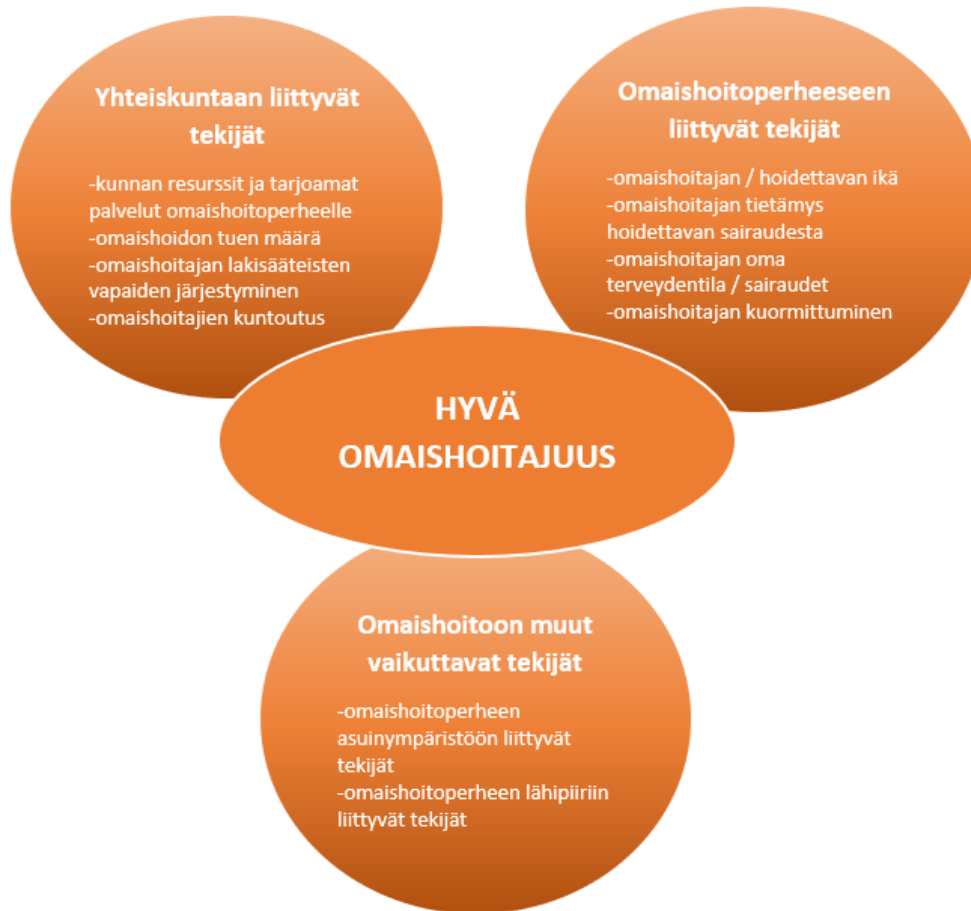 Yhteiskuntaan liittyvät
tekijät
-kunnan resurssit ja tarjoamat
palvelut omaishoitoperheelle
-omaishoidon tuen määrä
-omaishoitajan lakisääteisten
vapaiden järjestyminen
-omaishoitajien kuntoutus
Omaishoitoperheeseen
liittyvät tekijät
-omaishoitajan / hoidettavan ikä
-omaishoitajan tietämys
hoidettavan sairaudesta
-omaishoitajan oma
terveydentila / sairaudet
-omaishoitajan kuormittuminen
HYVÄ
OMAISHOITAJUUS
Omaishoitoon muut
vaikuttavat tekijät
-omaishoitoperheen
asuinympäristöön liittyvät
tekijät
-omaishoitoperheen lähipiiriin
liittyvät tekijät